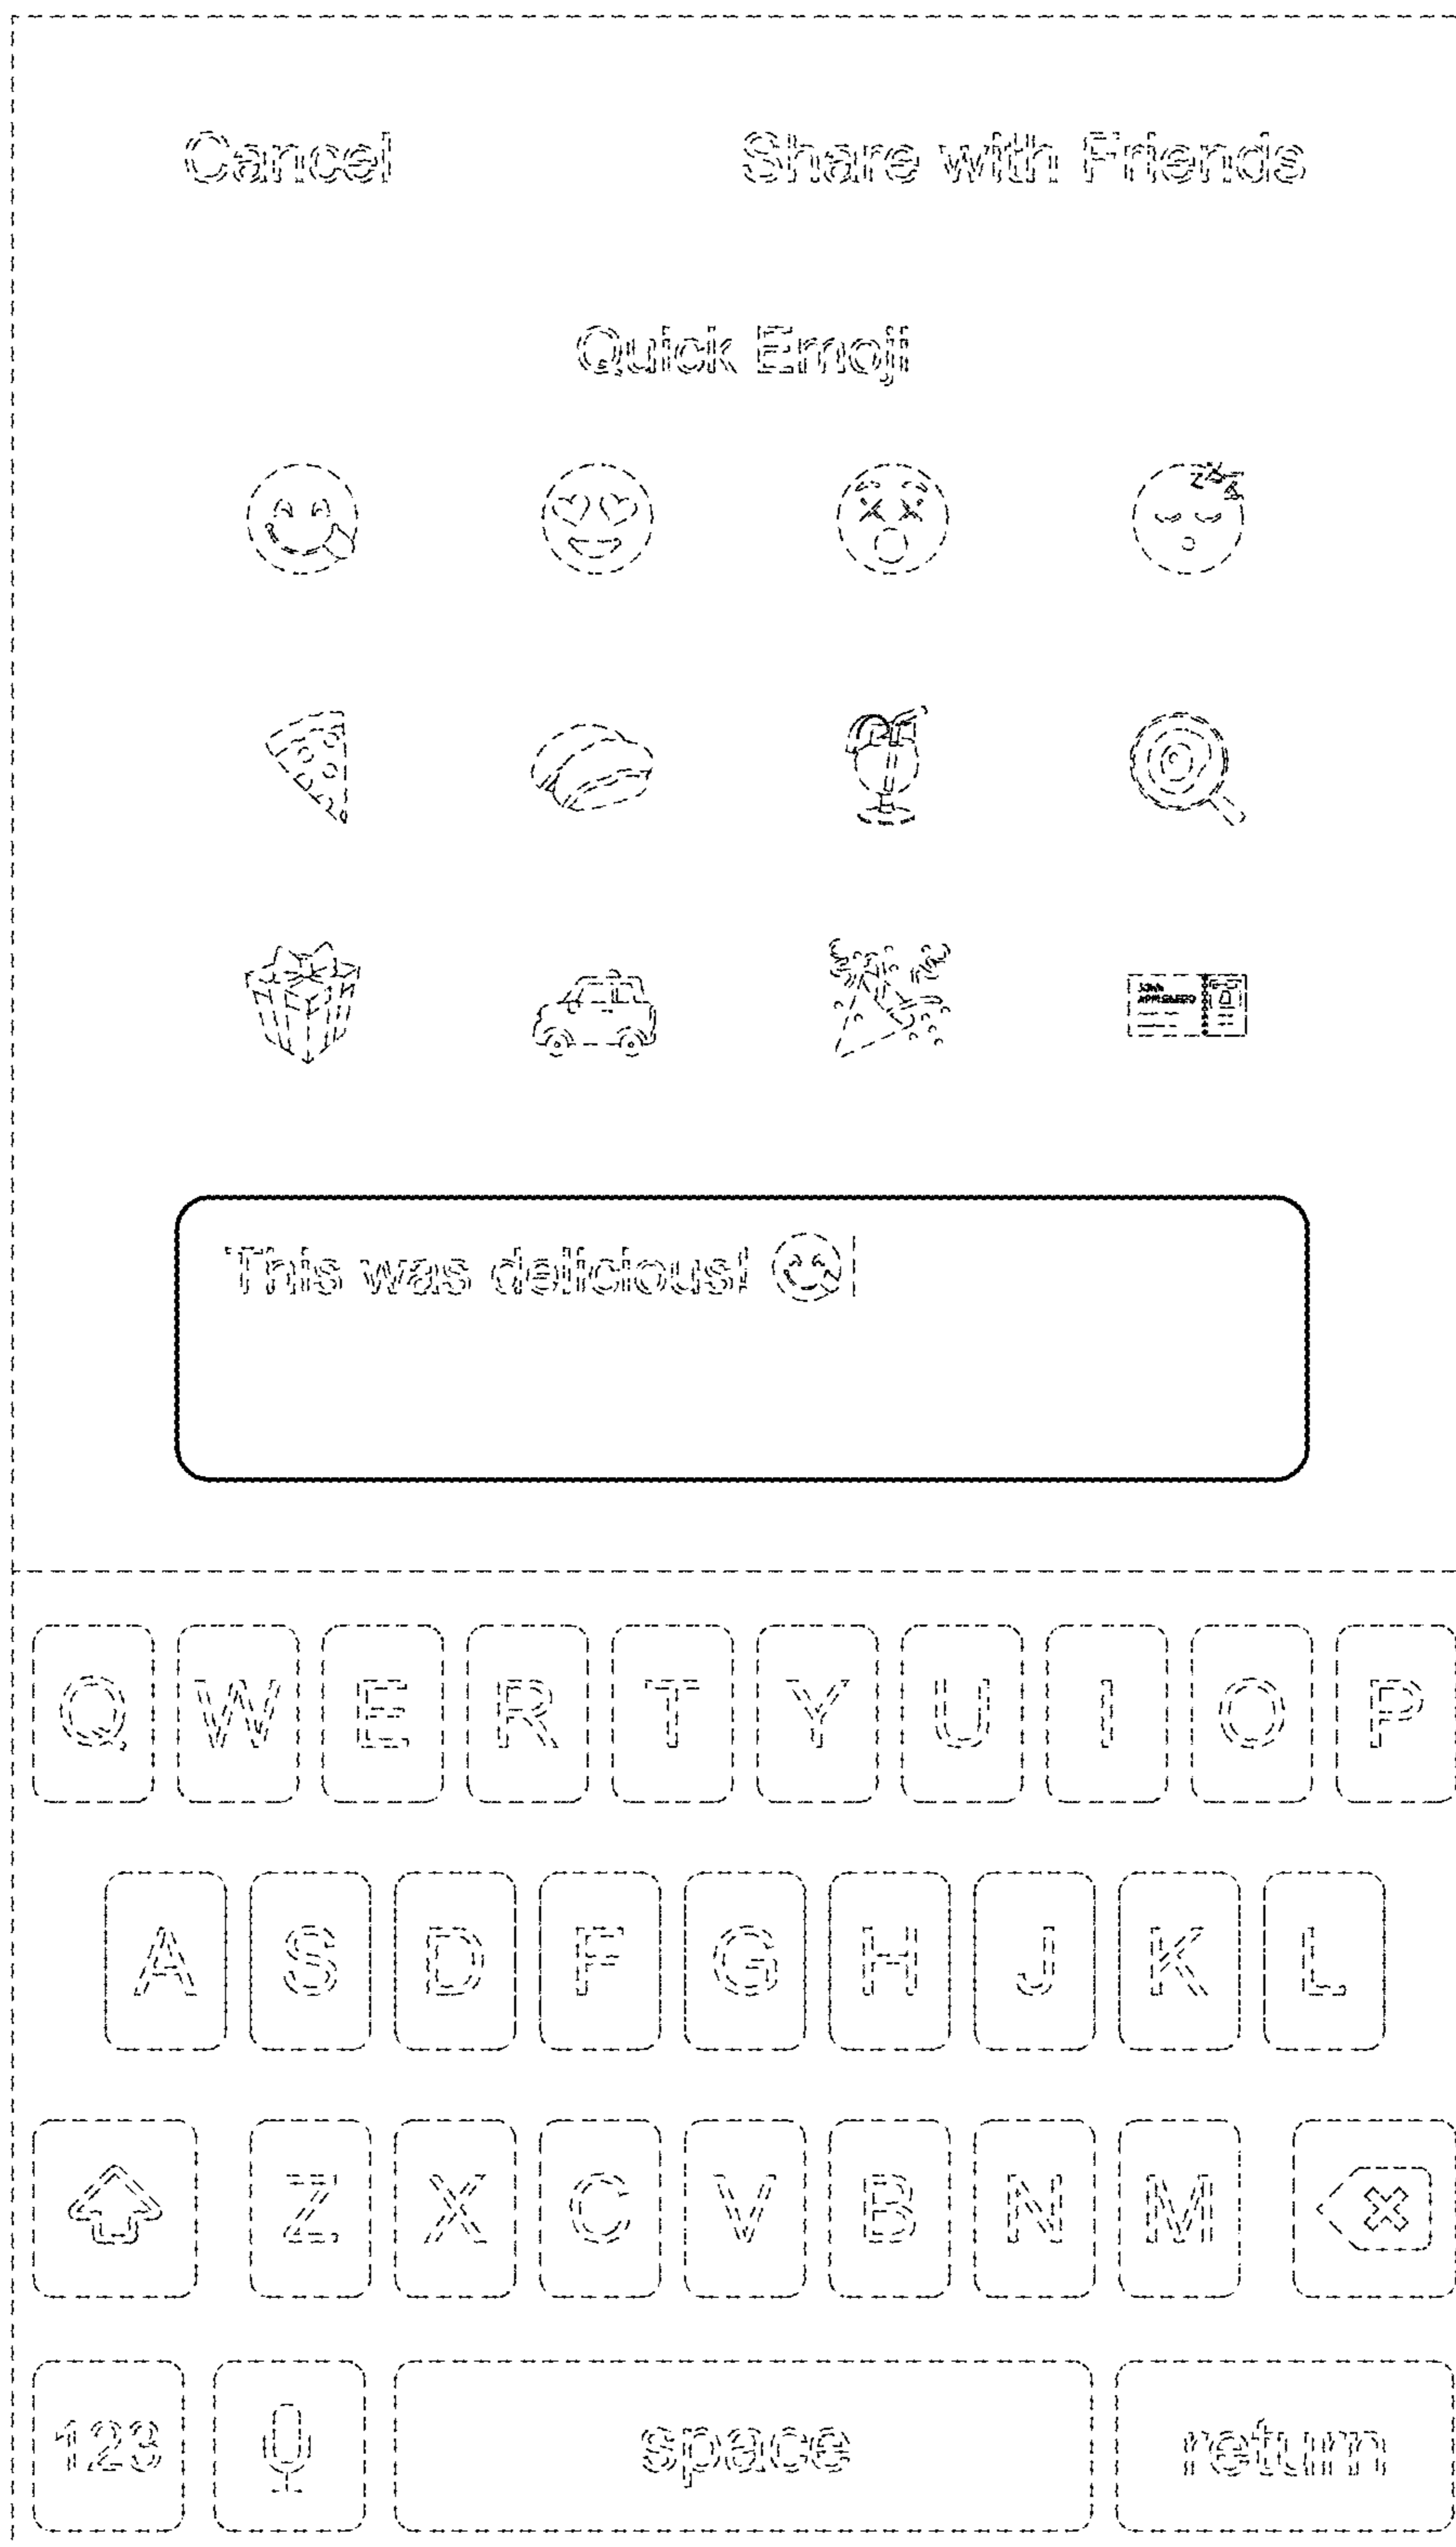 Cancel Share with Friends
Quick Emoji
This was delicious! 😋
Q W E R T Y U I O P
A S D F G H J K L
Z X C V B N M
123 space return